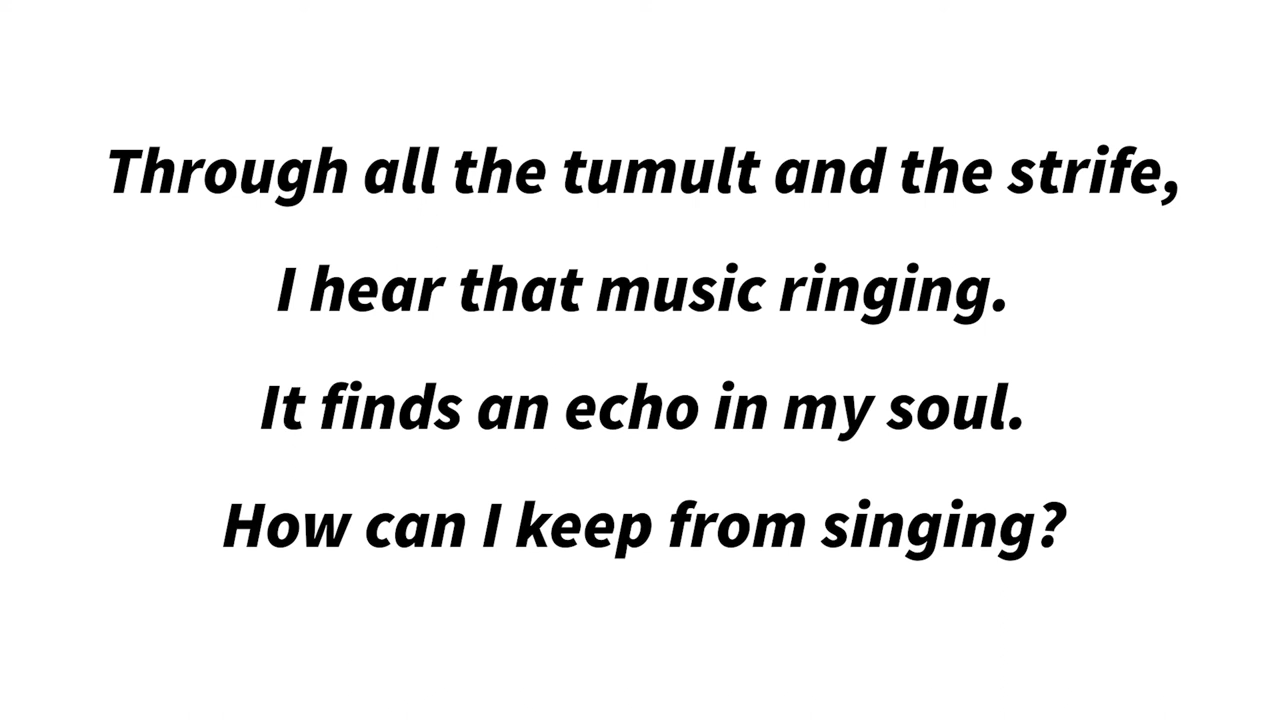 Through all the tumult and the strife,
I hear that music ringing.
It finds an echo in my soul.
How can I keep from singing?